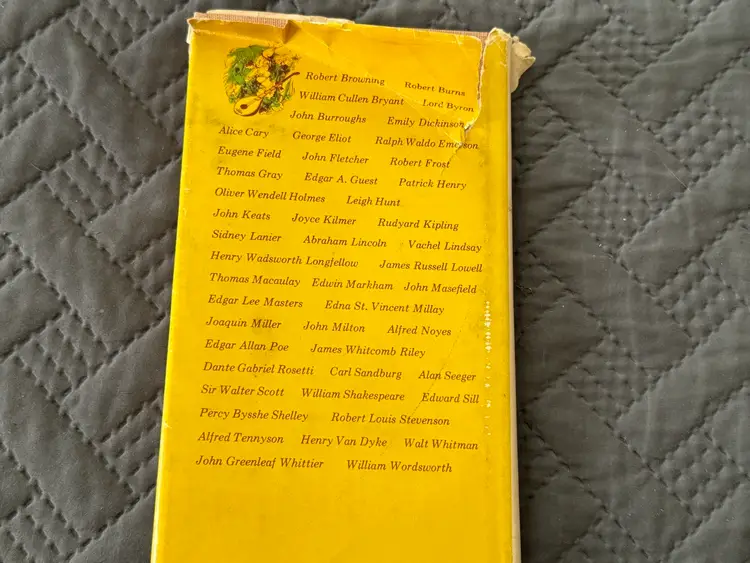 Robert Browning Robert Burns
William Cullen Bryant Lord Byron
John Burroughs Emily Dickinson
Alice Cary George Eliot Ralph Waldo Emerson
Eugene Field John Fletcher Robert Frost
Thomas Gray Edgar A. Guest Patrick Henry
Oliver Wendell Holmes Leigh Hunt
John Keats Joyce Kilmer Rudyard Kipling
Sidney Lanier Abraham Lincoln Vachel Lindsay
Henry Wadsworth Longfellow James Russell Lowell
Thomas Macaulay Edwin Markham John Masefield
Edgar Lee Masters Edna St. Vincent Millay
Joaquin Miller John Milton Alfred Noyes
Edgar Allan Poe James Whitcomb Riley
Dante Gabriel Rosetti Carl Sandburg Alan Seeger
Sir Walter Scott William Shakespeare Edward Sill
Percy Bysshe Shelley Robert Louis Stevenson
Alfred Tennyson Henry Van Dyke Walt Whitman
John Greenleaf Whittier William Wordsworth